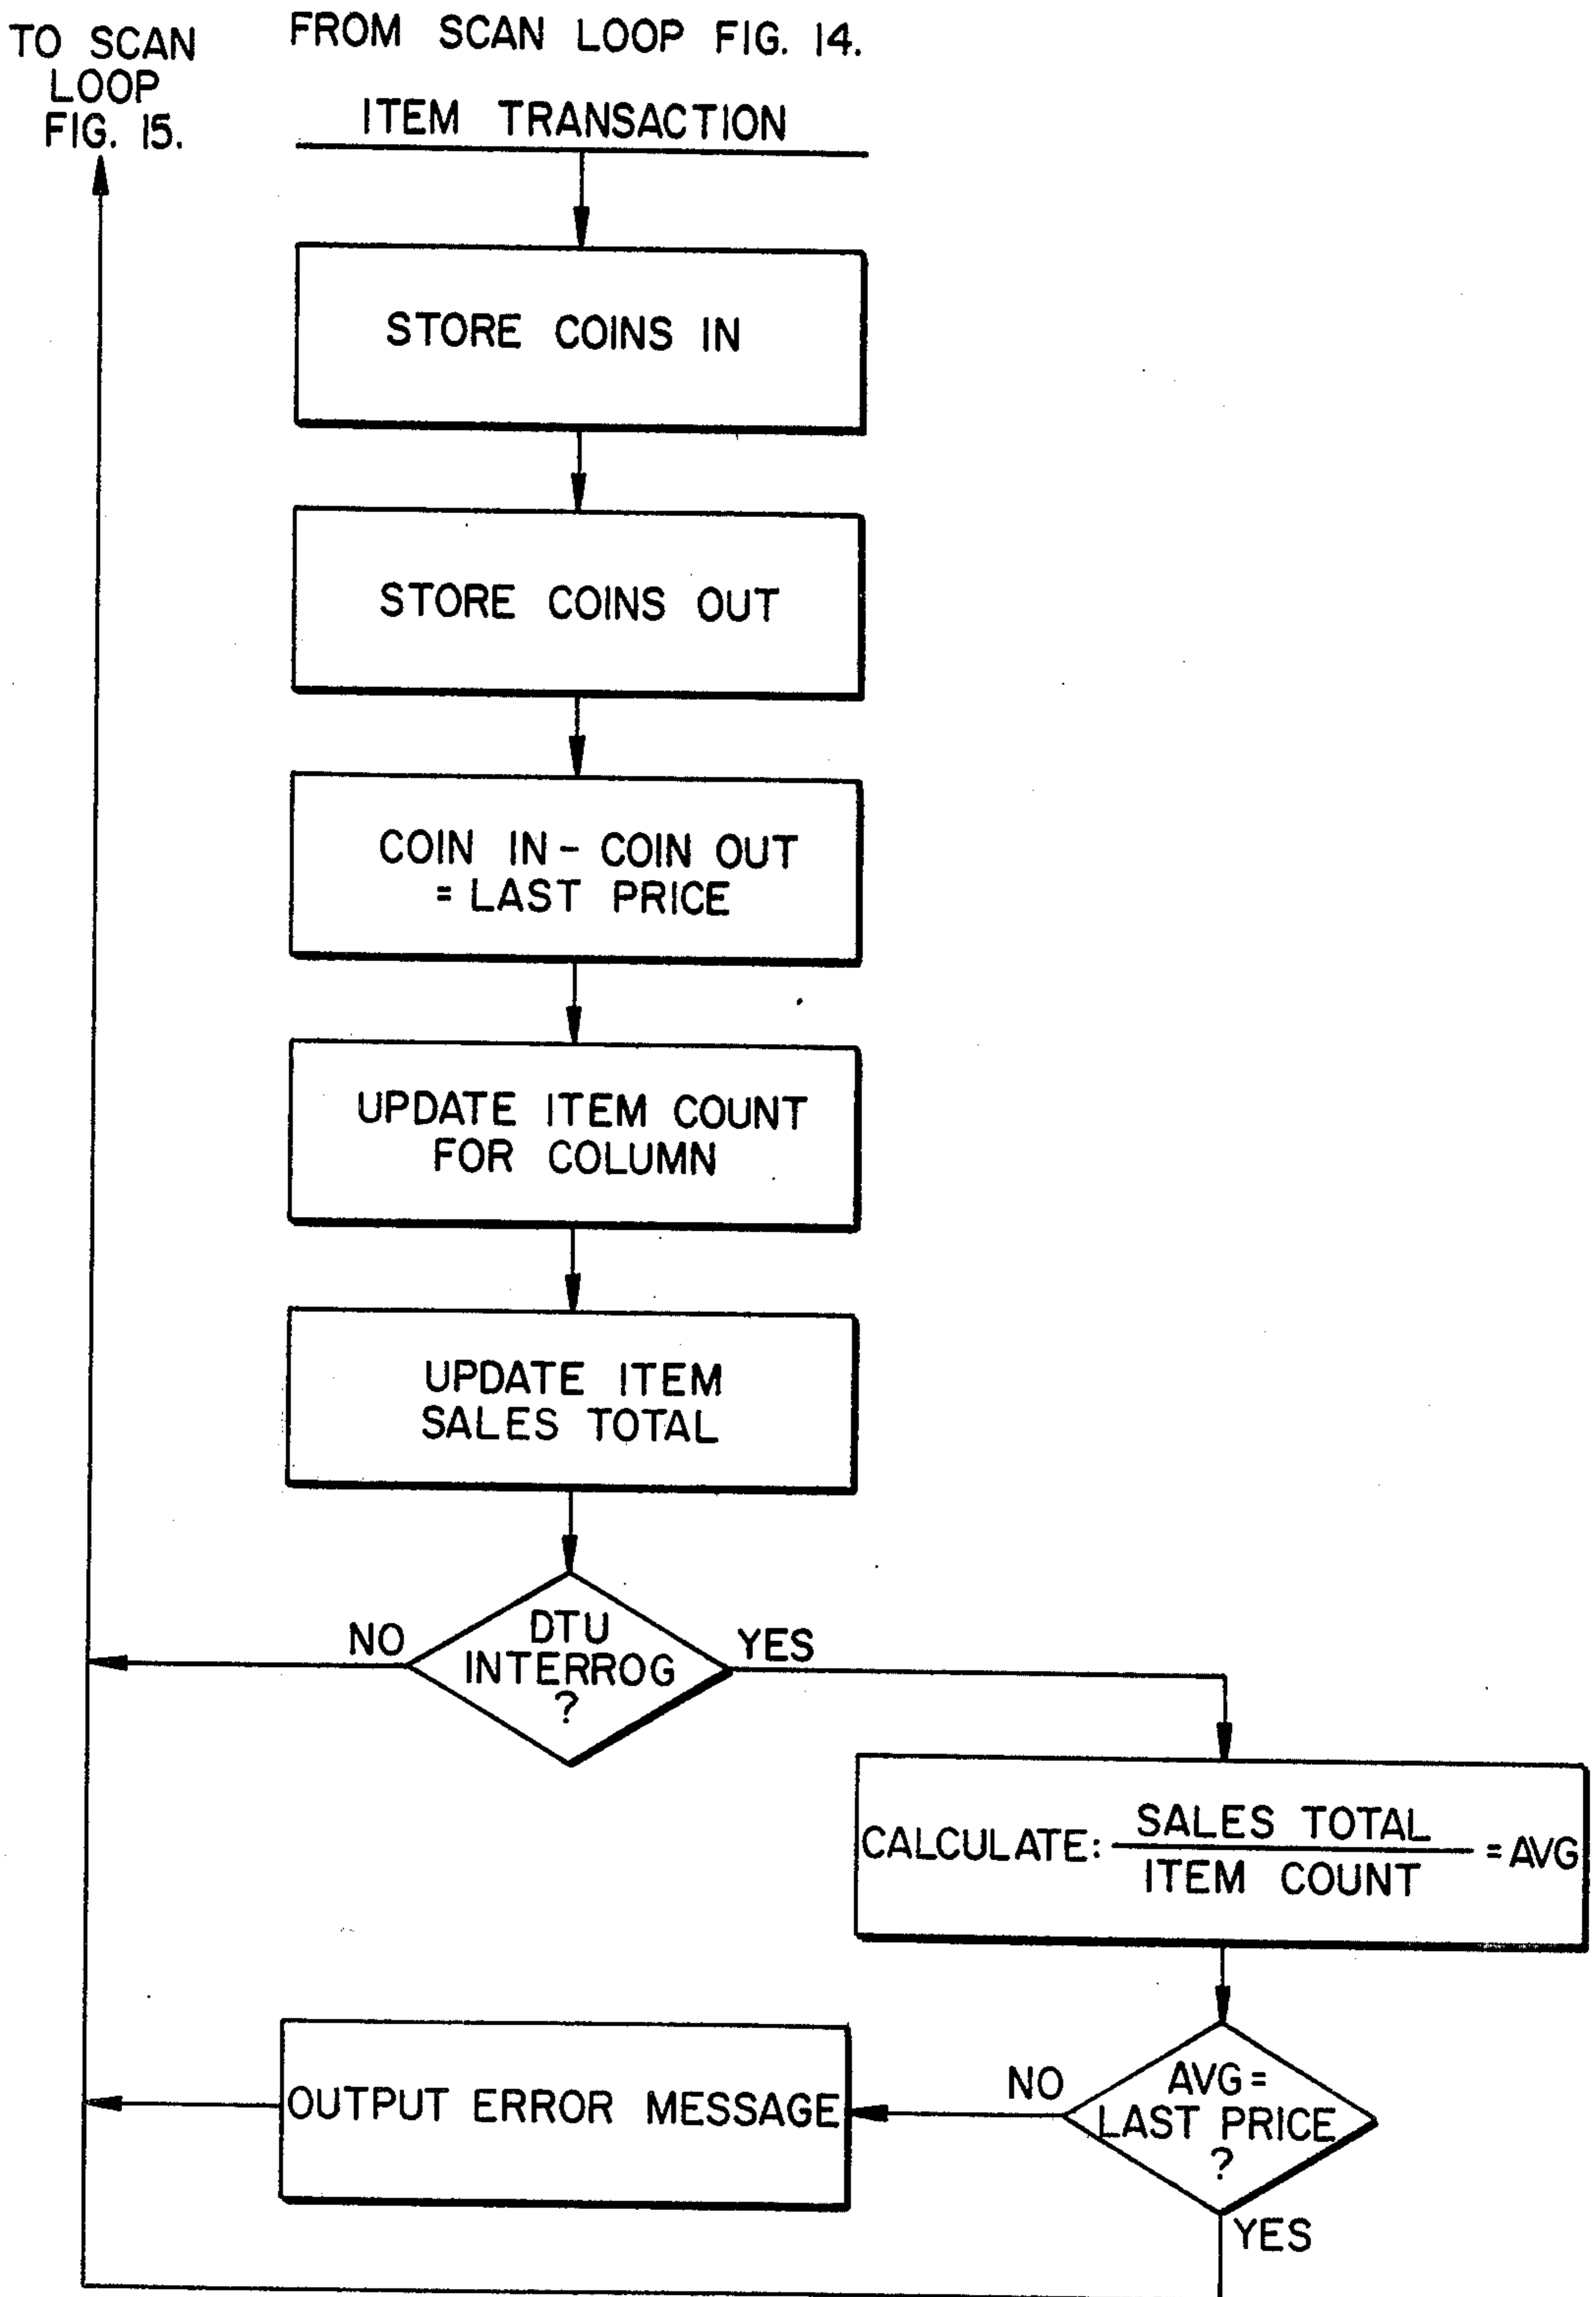 TO SCAN
LOOP
FIG. 15.
FROM SCAN LOOP FIG. 14.
ITEM TRANSACTION
STORE COINS IN
STORE COINS OUT
COIN IN - COIN OUT
= LAST PRICE
UPDATE ITEM COUNT
FOR COLUMN
UPDATE ITEM
SALES TOTAL
NO
DTU
INTERROG
?
YES
CALCULATE: SALES TOTAL
ITEM COUNT = AVG
OUTPUT ERROR MESSAGE
NO
AVG =
LAST PRICE
?
YES